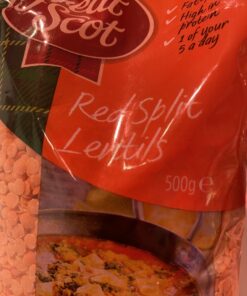 Scot
High in
protein
1 of your
5 a day
Red Split
Lentils
500g e